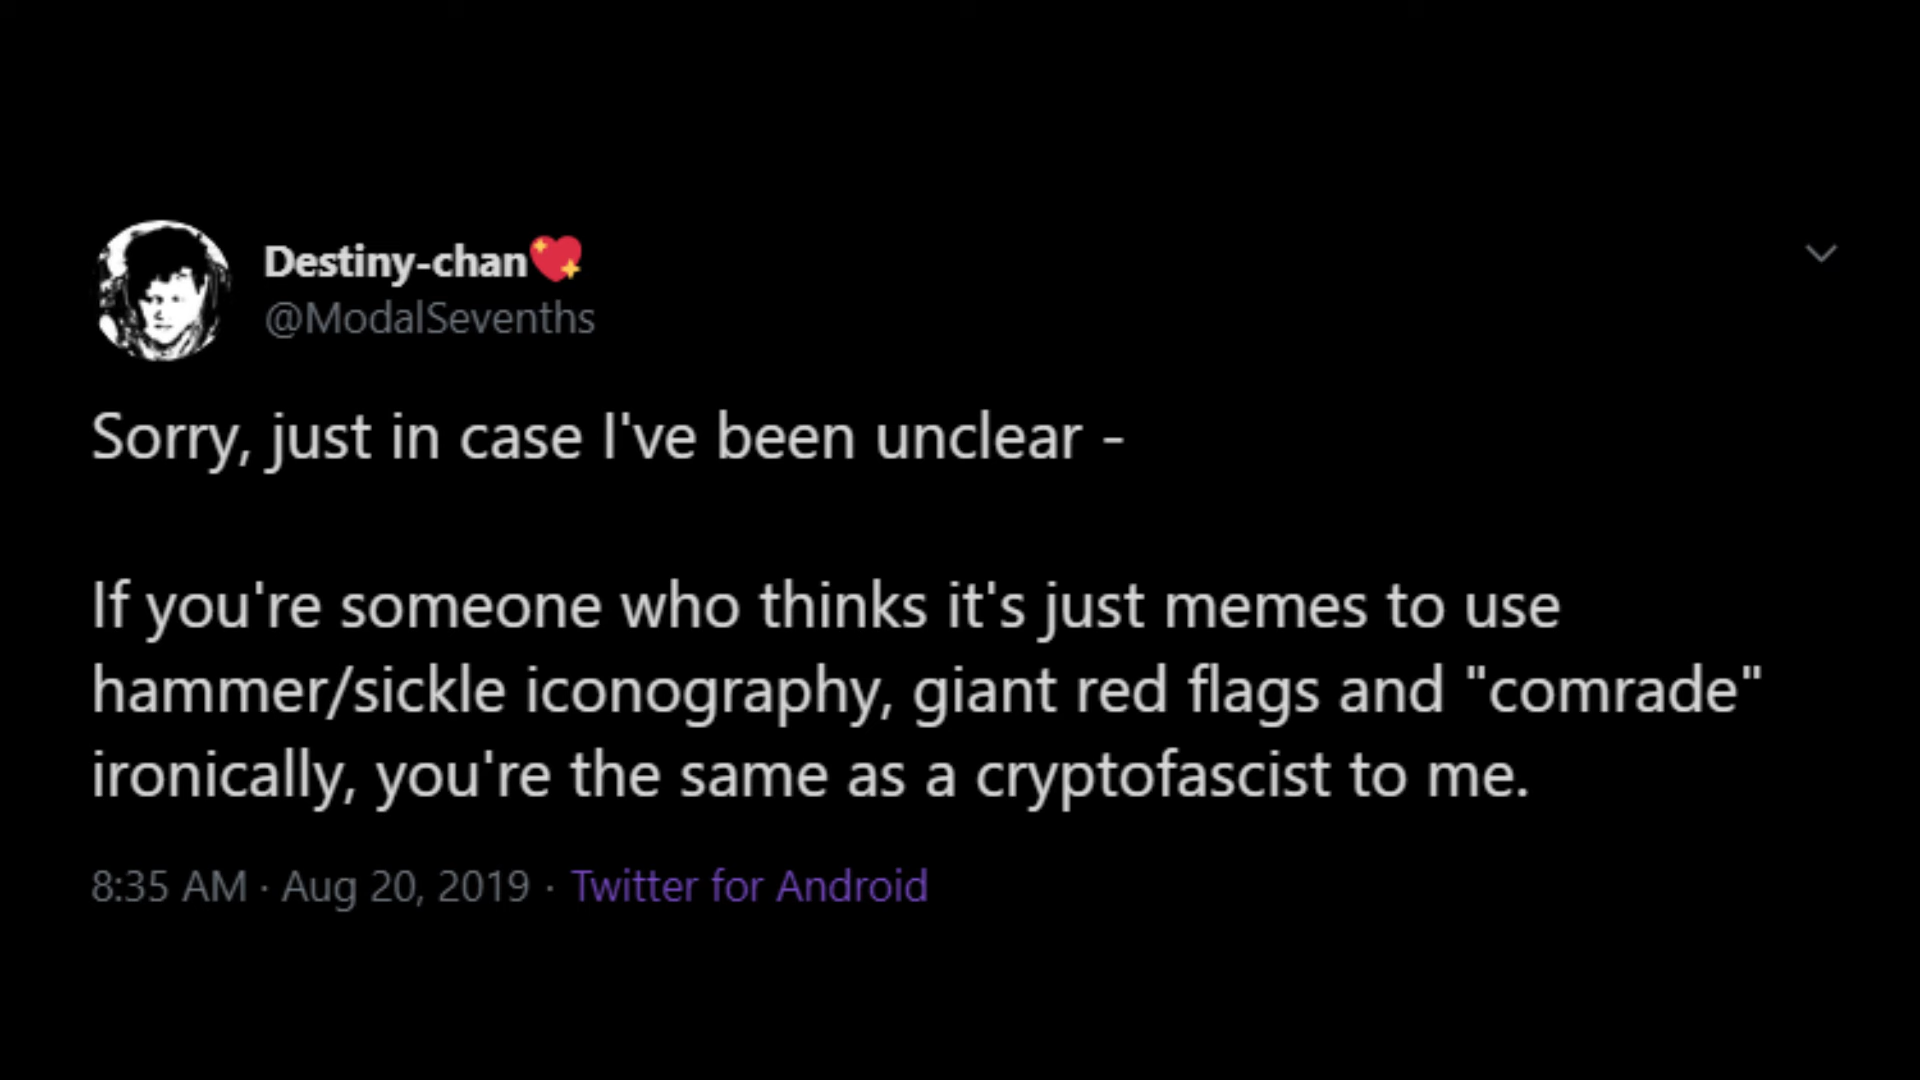 Destiny-chan💖
@ModalSevenths
Sorry, just in case I've been unclear -
If you're someone who thinks it's just memes to use
hammer/sickle iconography, giant red flags and "comrade"
ironically, you're the same as a cryptofascist to me.
8:35 AM · Aug 20, 2019 · Twitter for Android